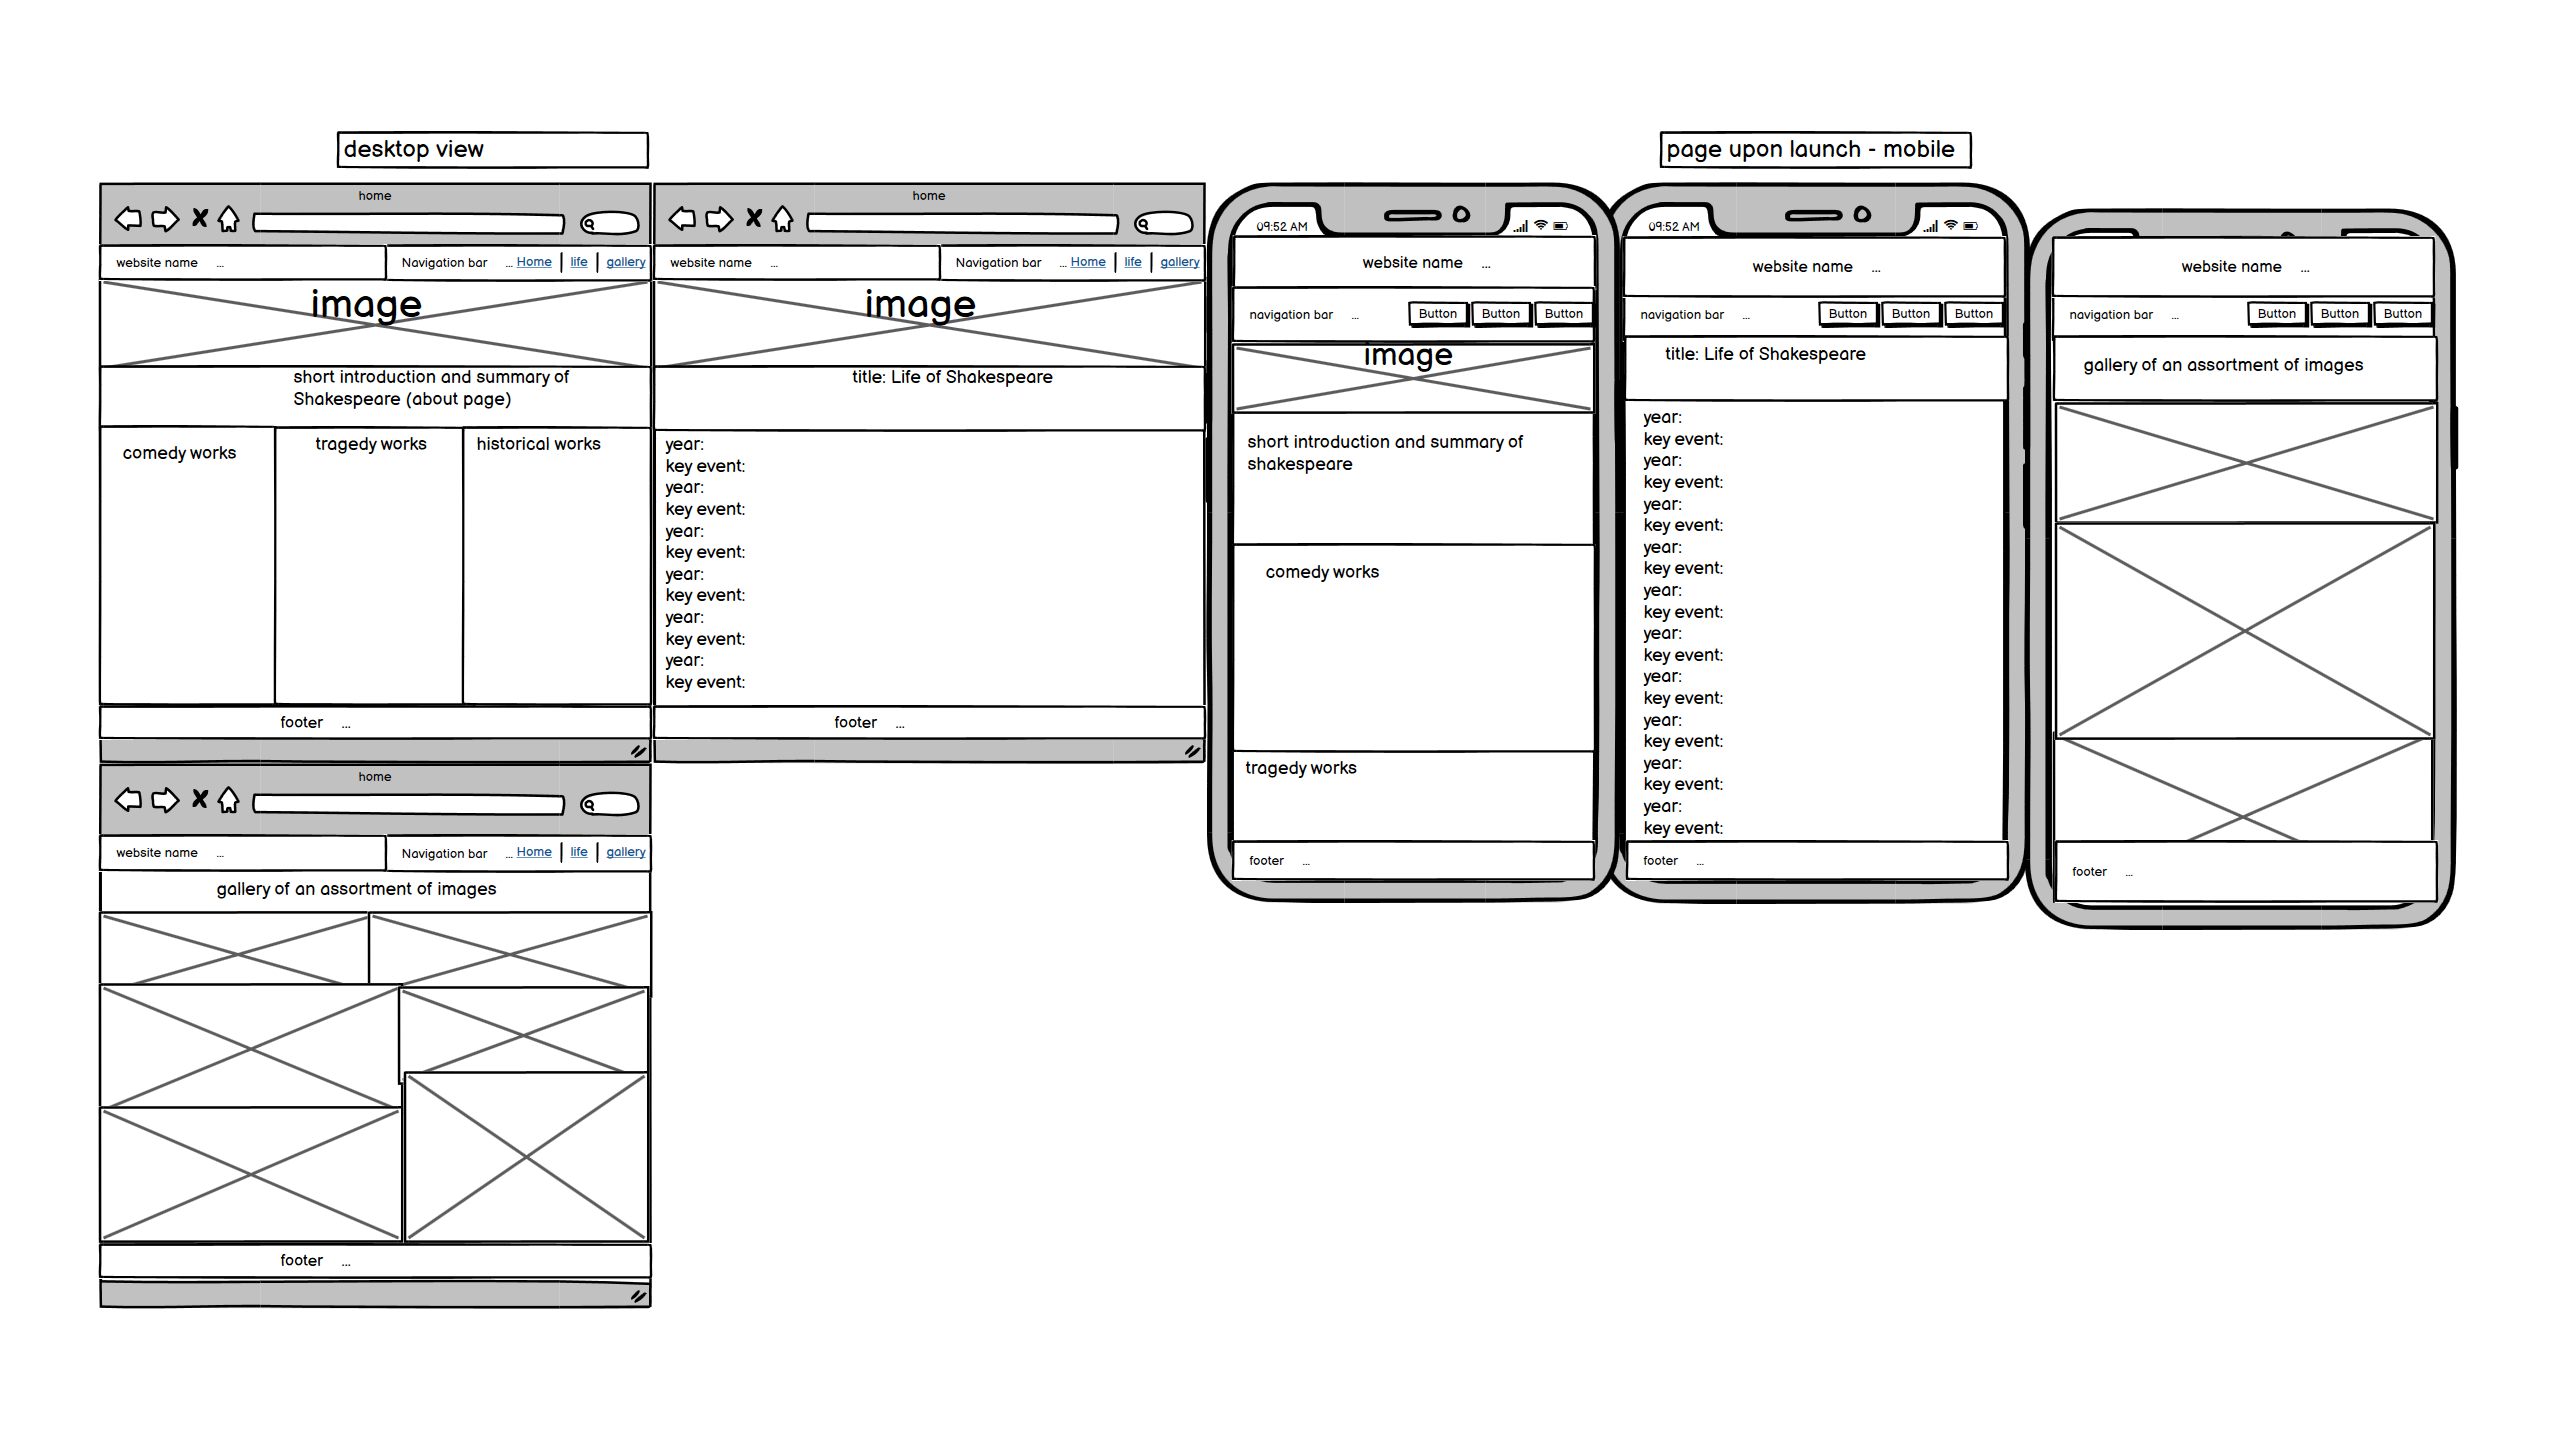 desktop view
home
website name ...
Navigation bar ... Home life gallery
image
short introduction and summary of
Shakespeare (about page)
comedy works
tragedy works
historical works
footer ...
home
website name ...
Navigation bar ... Home life gallery
image
title: Life of Shakespeare
year:
key event:
year:
key event:
year:
key event:
year:
key event:
year:
key event:
year:
key event:
footer ...
home
website name ...
Navigation bar ... Home life gallery
gallery of an assortment of images
footer ...
page upon launch - mobile
09:52 AM
website name ...
navigation bar ... Button Button Button
image
short introduction and summary of
shakespeare
comedy works
tragedy works
footer ...
09:52 AM
website name ...
navigation bar ... Button Button Button
title: Life of Shakespeare
year:
key event:
year:
key event:
year:
key event:
year:
key event:
year:
key event:
year:
key event:
year:
key event:
year:
key event:
year:
key event:
year:
key event:
footer ...
website name ...
navigation bar ... Button Button Button
gallery of an assortment of images
footer ...